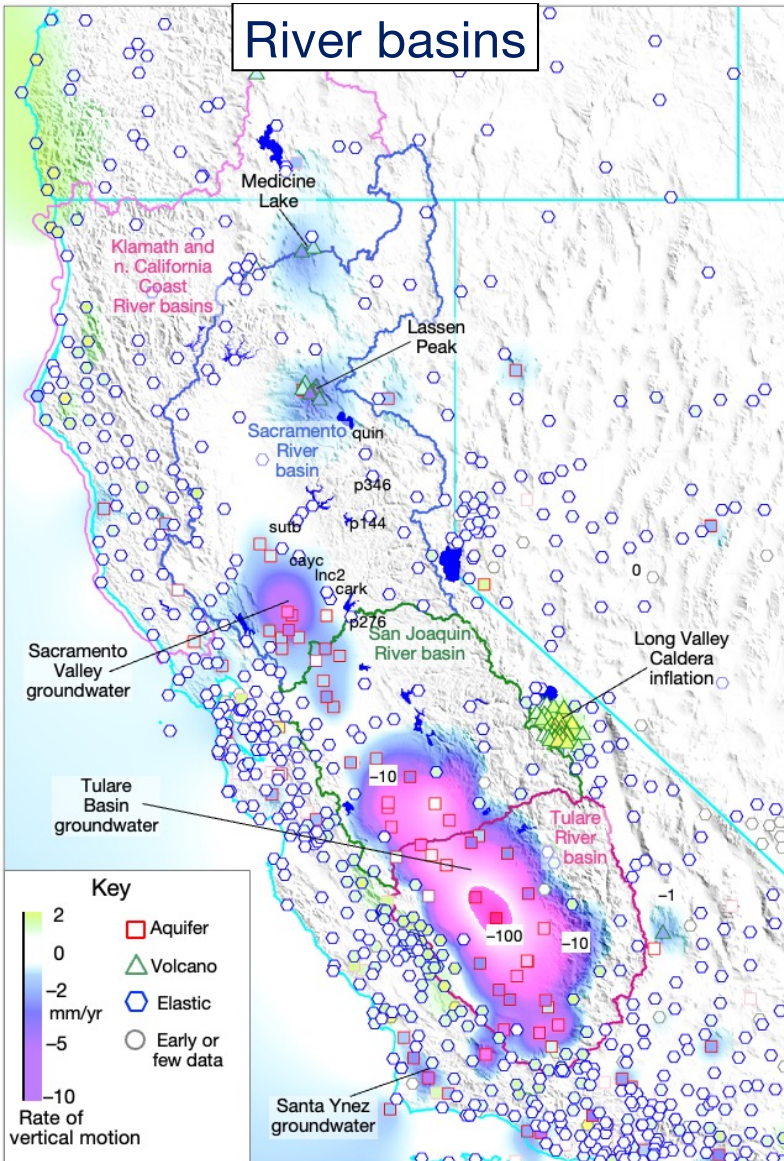 River basins
Medicine
Lake
Klamath and
n. California
Coast
River basins
Lassen
Peak
Sacramento
River
basin
quin
p346
sutb
p144
cayc
lnc2
cark
p276
0
San Joaquin
River basin
Long Valley
Caldera
inflation
Sacramento
Valley
groundwater
−10
Tulare
Basin
groundwater
Tulare
River
basin
−1
−100
−10
Key
2
0
−2
mm/yr
−5
−10
Rate of
vertical motion
Aquifer
Volcano
Elastic
Early or
few data
Santa Ynez
groundwater